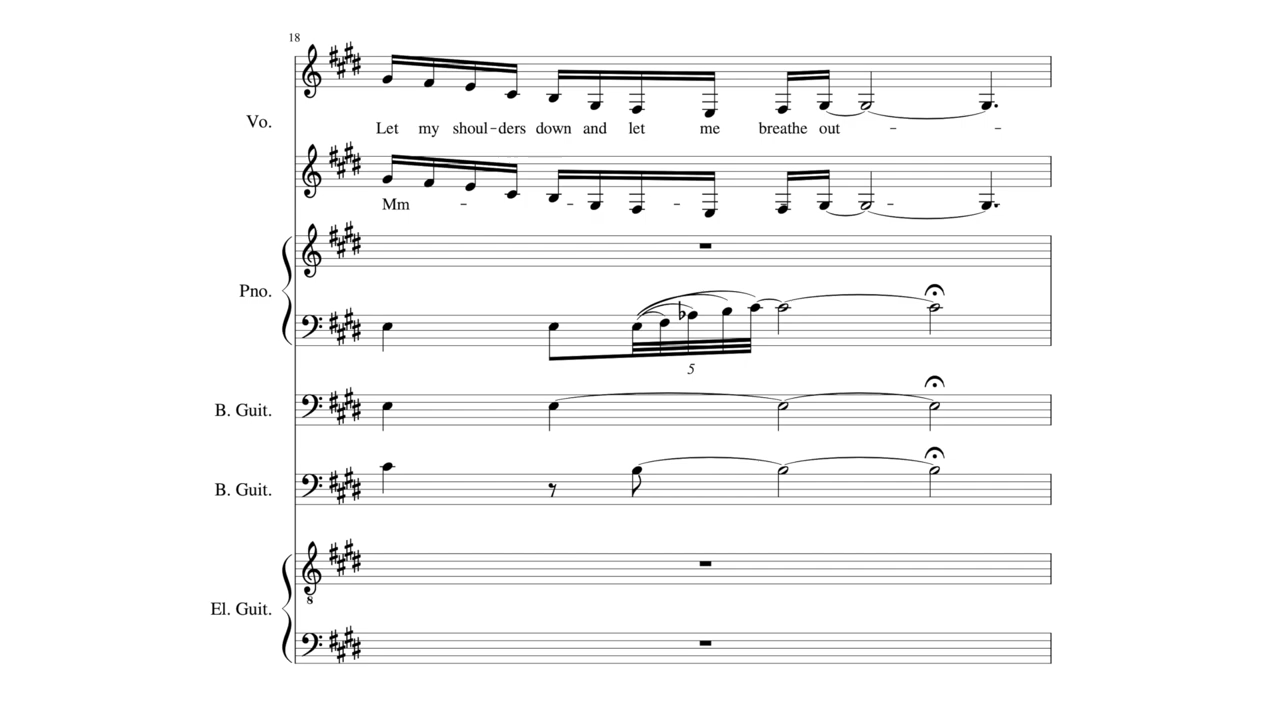 18
Vo.
Let my shoul-ders down and let me breathe out - -
Mm - - - - -
Pno.
5
B. Guit.
B. Guit.
8
El. Guit.